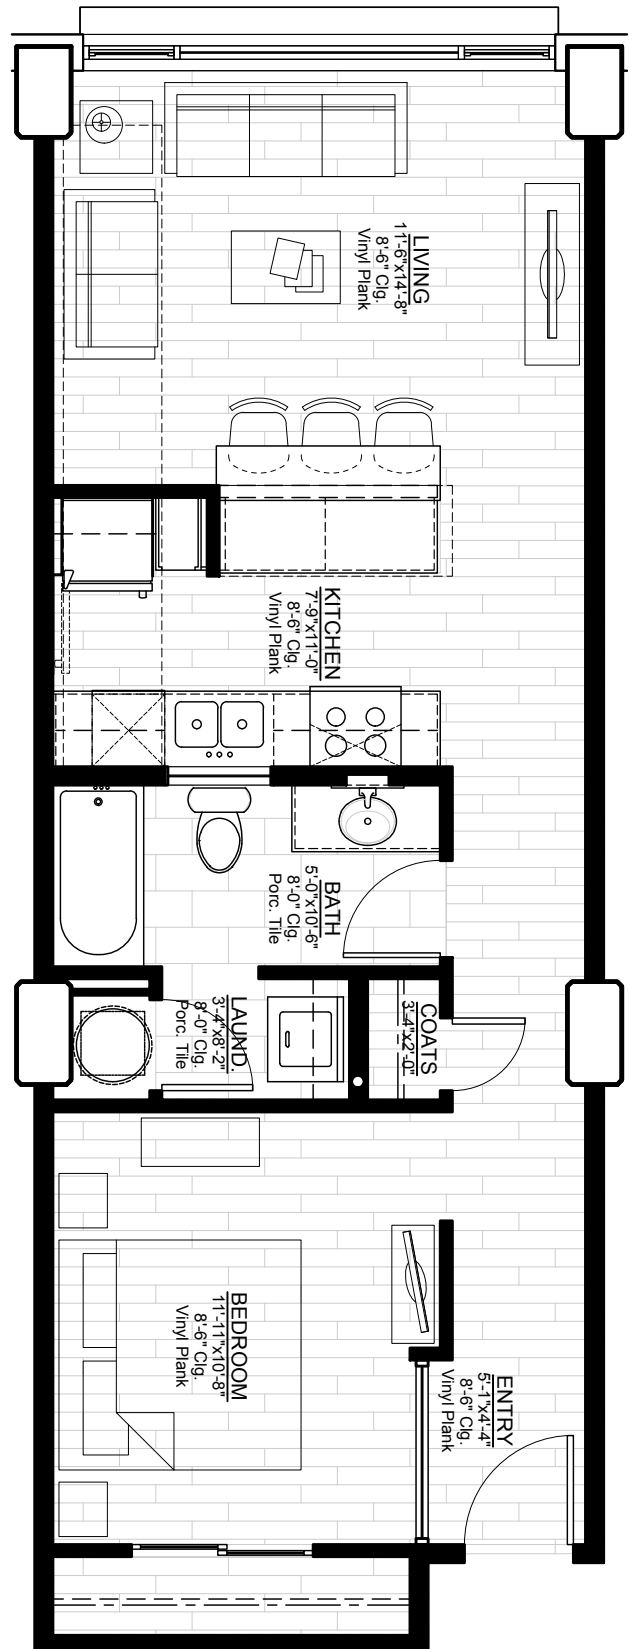 LIVING
11'-6"x14'-8"
8'-6" Clg.
Vinyl Plank
KITCHEN
7'-9"x11'-0"
8'-6" Clg.
Vinyl Plank
BATH
5'-0"x10'-6"
8'-0" Clg.
Porc. Tile
LAUND.
3'-4"x8'-2"
8'-0" Clg.
Porc. Tile
COATS
3'-4"x2'-0"
BEDROOM
11'-11"x10'-8"
8'-6" Clg.
Vinyl Plank
ENTRY
5'-1"x4'-4"
8'-6" Clg.
Vinyl Plank